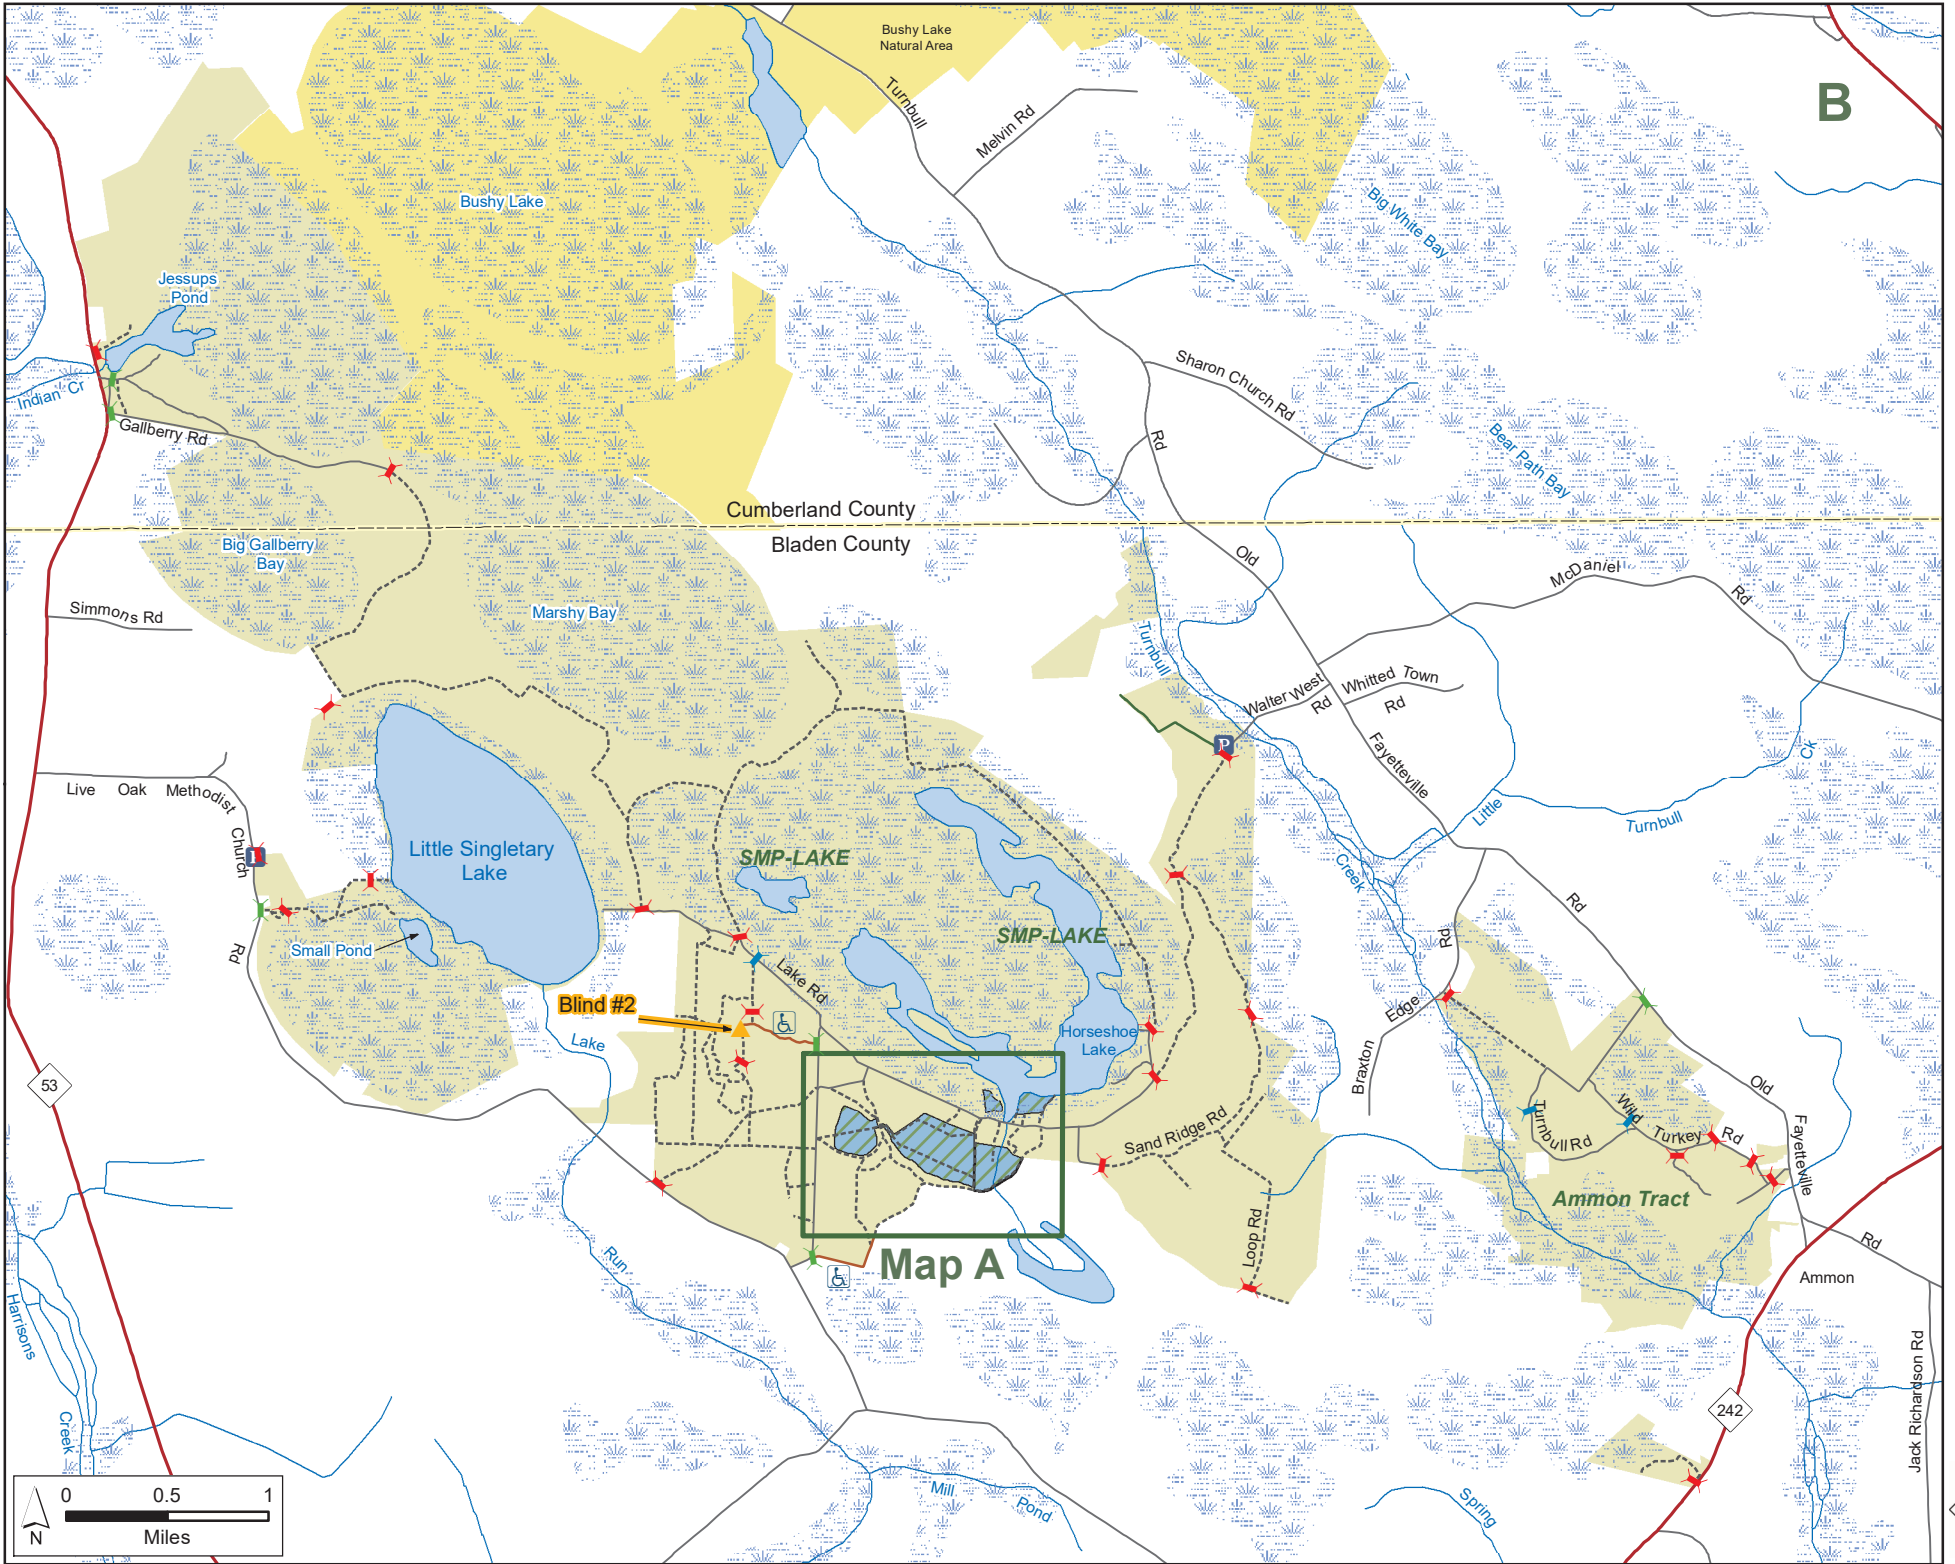 Bushy Lake
Natural Area
B
Turnbull
Melvin Rd
Bushy Lake
Big White Bay
Jessups
Pond
Indian Cr
Gallberry Rd
Sharon Church Rd
Rd
Bear Path Bay
Cumberland County
Bladen County
Big Gallberry
Bay
Old
McDaniel
Rd
Simmons Rd
Marshy Bay
Turnbull
Walter West
Rd
Whitted Town
Rd
P
Fayetteville
Ck
Live Oak Methodist
Church
Rd
Little
Turnbull
Little Singletary
Lake
SMP-LAKE
Creek
Rd
SMP-LAKE
Rd
Small Pond
Lake Rd
Blind #2
Edge
Horseshoe
Lake
Lake
53
Braxton
Old
Turnbull Rd
Wild
Turkey Rd
Fayetteville
Sand Ridge Rd
Ammon Tract
Loop Rd
Rd
Run
Map A
Ammon
Harrisons
Creek
Jack Richardson Rd
242
0 0.5 1
Miles
N
Mill
Pond
Spring